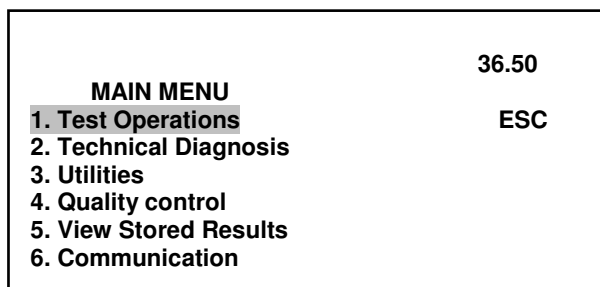 36.50
MAIN MENU
1. Test Operations ESC
2. Technical Diagnosis
3. Utilities
4. Quality control
5. View Stored Results
6. Communication